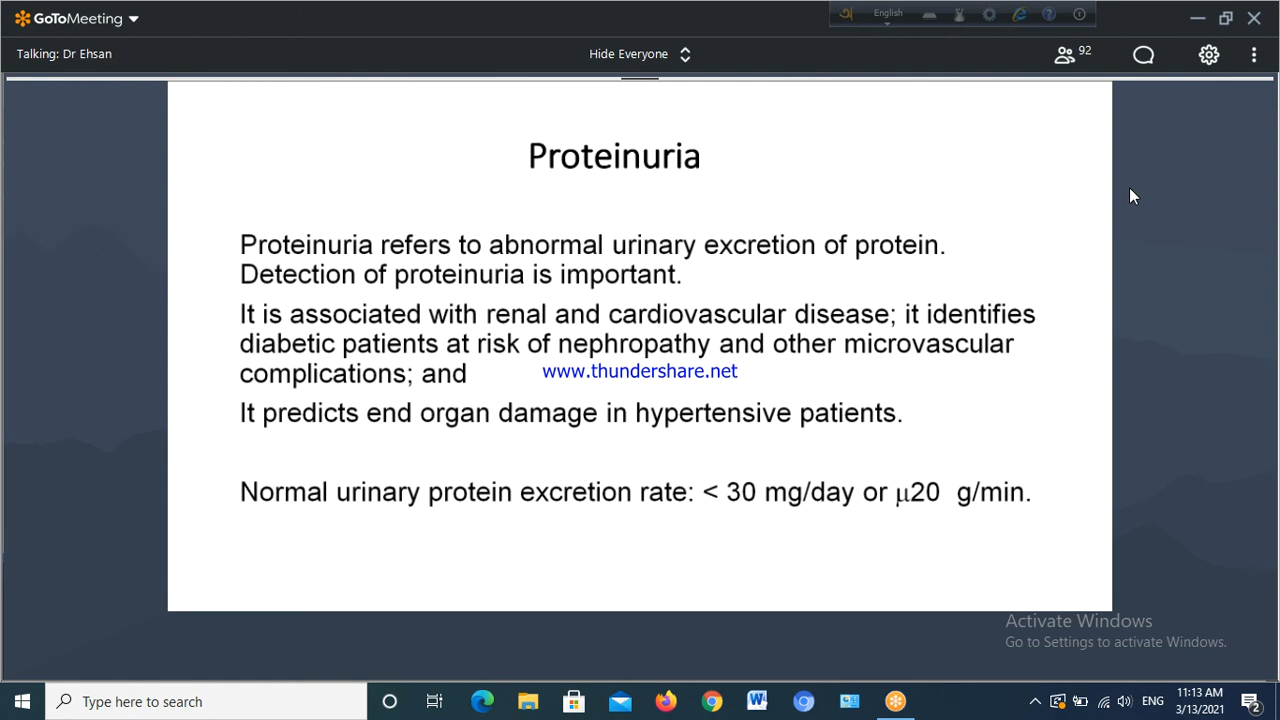 GoToMeeting
English
Talking: Dr Ehsan
Hide Everyone
92
Proteinuria
Proteinuria refers to abnormal urinary excretion of protein.
Detection of proteinuria is important.
It is associated with renal and cardiovascular disease; it identifies
diabetic patients at risk of nephropathy and other microvascular
complications; and
www.thundershare.net
It predicts end organ damage in hypertensive patients.
Normal urinary protein excretion rate: < 30 mg/day or μ20 g/min.
Activate Windows
Go to Settings to activate Windows.
Type here to search
ENG
11:13 AM
3/13/2021
2